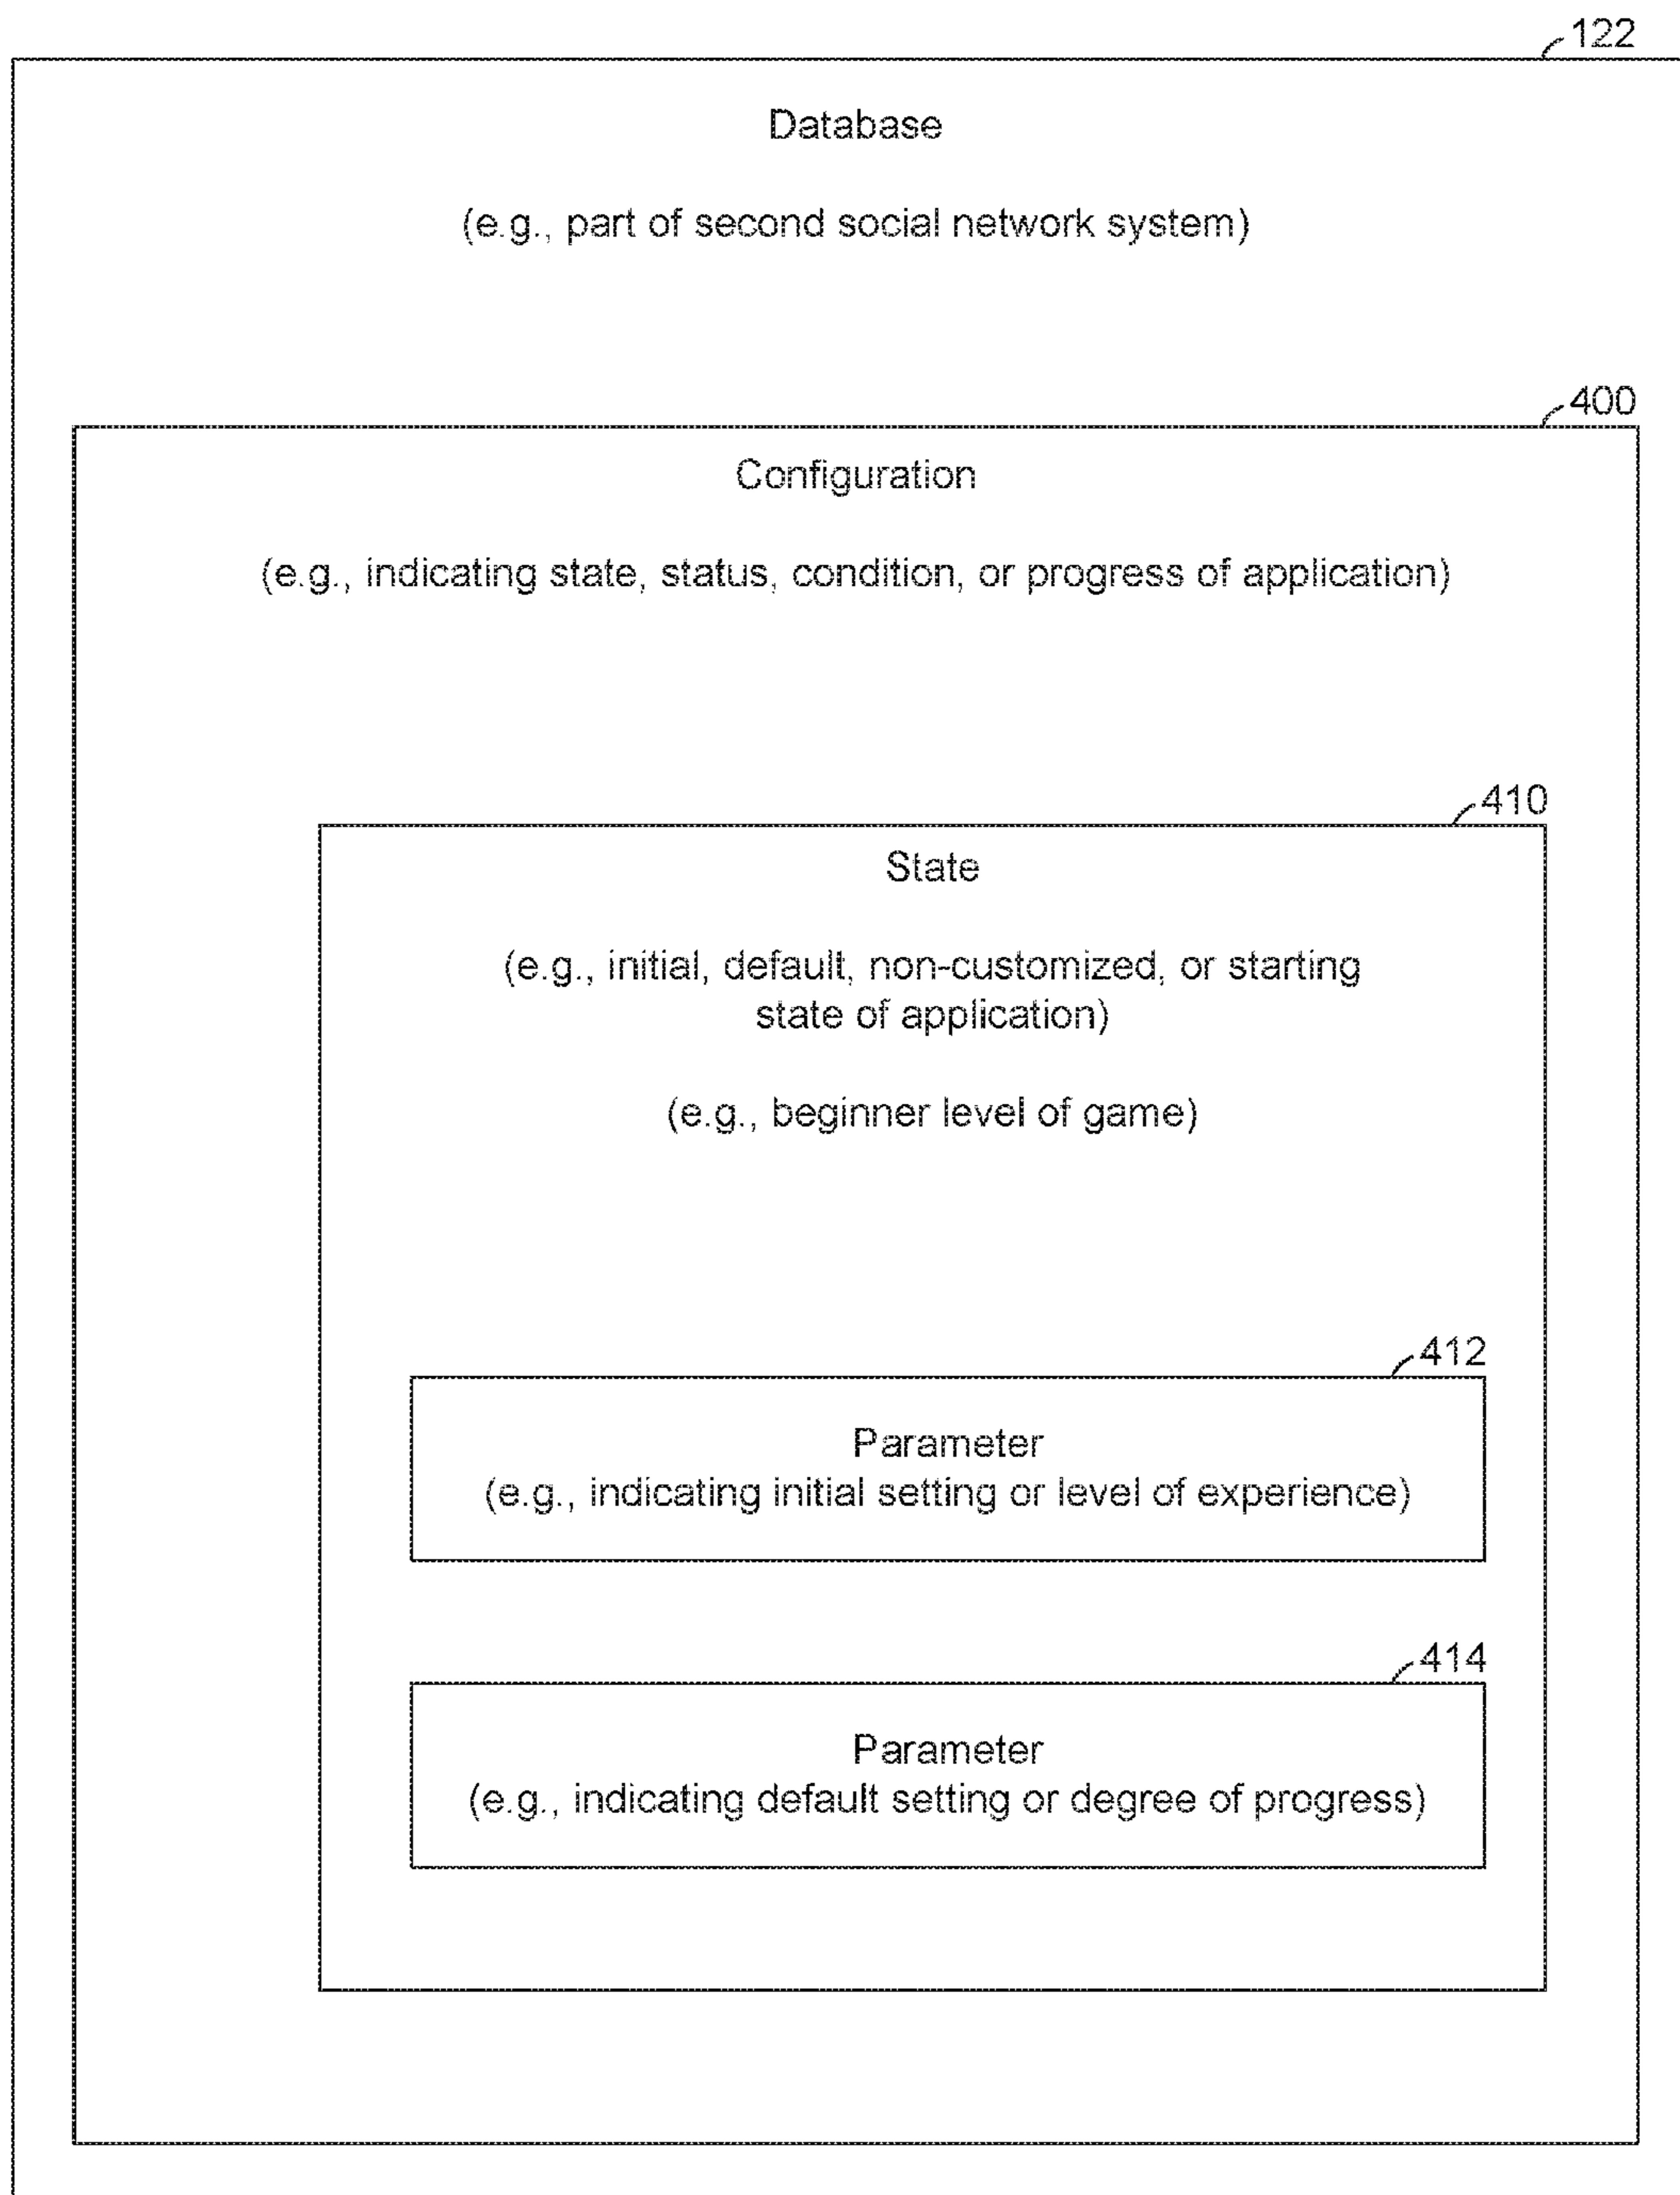 122
Database
(e.g., part of second social network system)
400
Configuration
(e.g., indicating state, status, condition, or progress of application)
410
State
(e.g., initial, default, non-customized, or starting
state of application)
(e.g., beginner level of game)
412
Parameter
(e.g., indicating initial setting or level of experience)
414
Parameter
(e.g., indicating default setting or degree of progress)